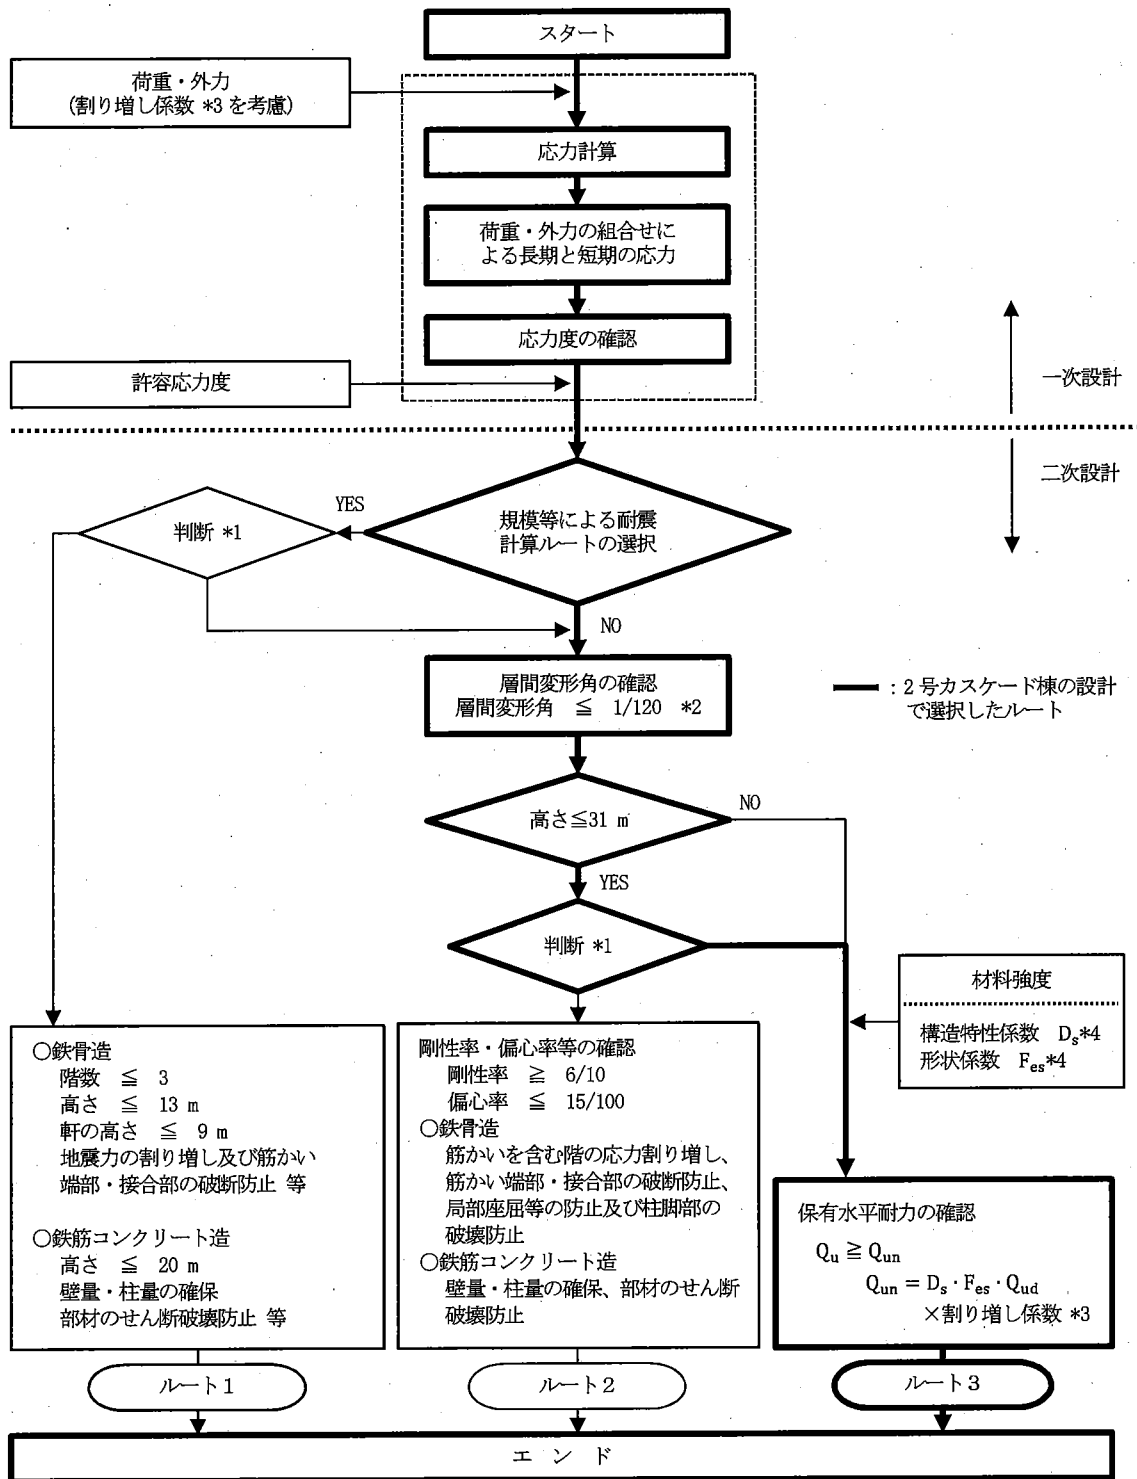 スタート
荷重・外力
(割り増し係数 *3 を考慮)
応力計算
荷重・外力の組合せに
よる長期と短期の応力
応力度の確認
許容応力度
一次設計
二次設計
規模等による耐震
計算ルートの選択
YES
判断 *1
NO
層間変形角の確認
層間変形角 ≦ 1/120 *2
:2号カスケード棟の設計
で選択したルート
高さ≦31 m
NO
YES
判断 *1
材料強度
構造特性係数 Ds*4
形状係数 Fes*4
○鉄骨造
階数 ≦ 3
高さ ≦ 13 m
軒の高さ ≦ 9 m
地震力の割り増し及び筋かい
端部・接合部の破断防止 等
○鉄筋コンクリート造
高さ ≦ 20 m
壁量・柱量の確保
部材のせん断破壊防止 等
剛性率・偏心率等の確認
剛性率 ≧ 6/10
偏心率 ≦ 15/100
○鉄骨造
筋かいを含む階の応力割り増し、
筋かい端部・接合部の破断防止、
局部座屈等の防止及び柱脚部の
破壊防止
○鉄筋コンクリート造
壁量・柱量の確保、部材のせん断
破壊防止
保有水平耐力の確認
Qu ≧ Qun
Qun = Ds・Fes・Qud
×割り増し係数 *3
ルート1
ルート2
ルート3
エ ン ド